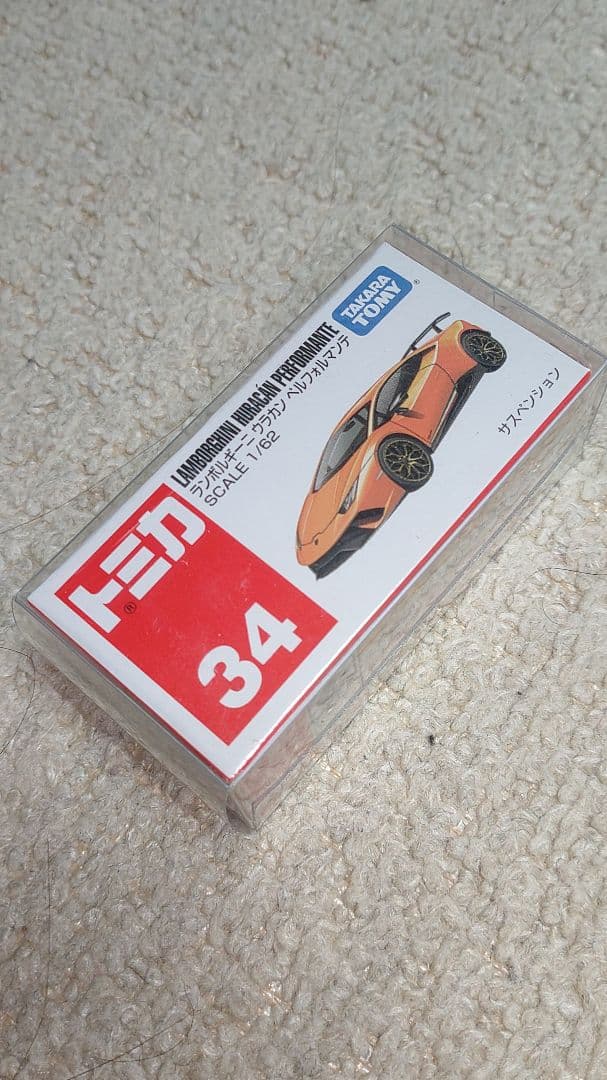 TAKARA TOMY®
LAMBORGHINI HURACÁN PERFORMANTE
ランボルギーニ ウラカン ペルフォルマンテ
SCALE 1/62
サスペンション
トミカ®
34